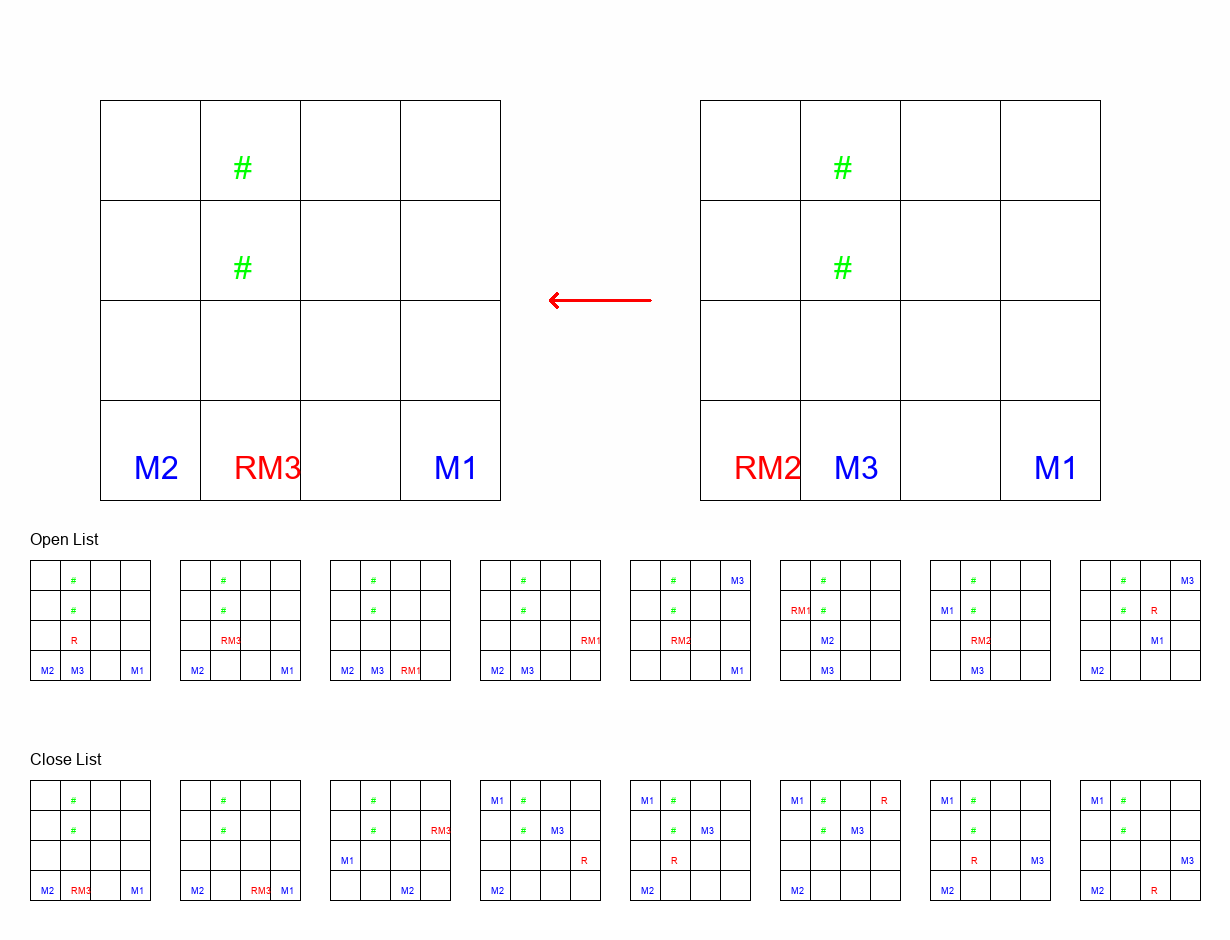 # #
# #
M2 RM3 M1 RM2 M3 M1
Open List
# # # # # M3 # # # M3
# # # # # RM1 # M1 # # R
R RM3 RM1 RM2 M2 RM2 M1
M2 M3 M1 M2 M1 M2 M3 RM1 M2 M3 M1 M3 M3 M2
Close List
# # # M1 # M1 # M1 # R M1 # M1 #
# # # RM3 # M3 # M3 # M3 # #
M1 R R R M3 M3
M2 RM3 M1 M2 RM3 M1 M2 M2 M2 M2 M2 M2 R